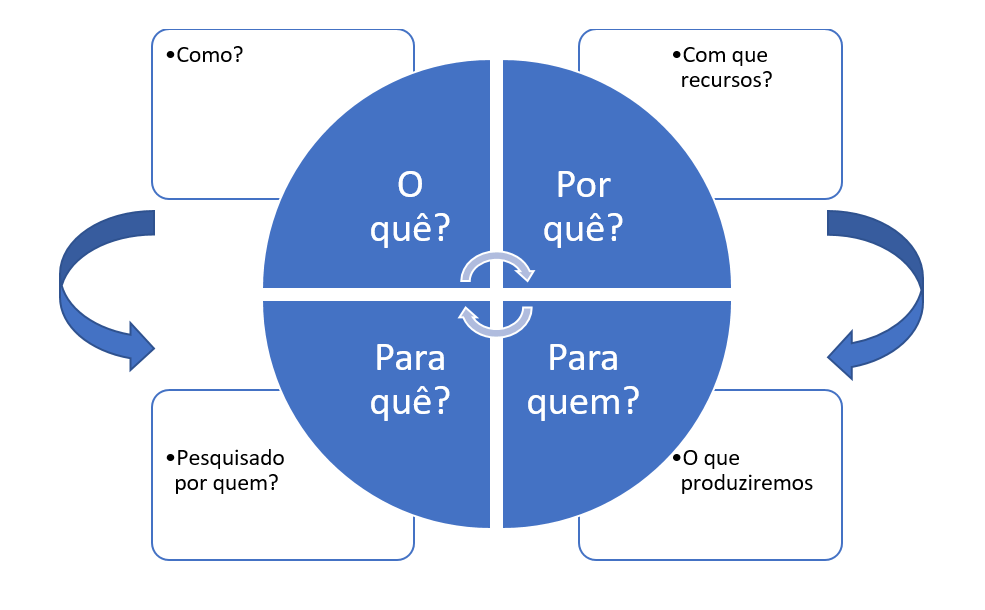 •Como?
•Com que
recursos?
O
quê?
Por
quê?
Para
quê?
Para
quem?
•Pesquisado
por quem?
•O que
produziremos